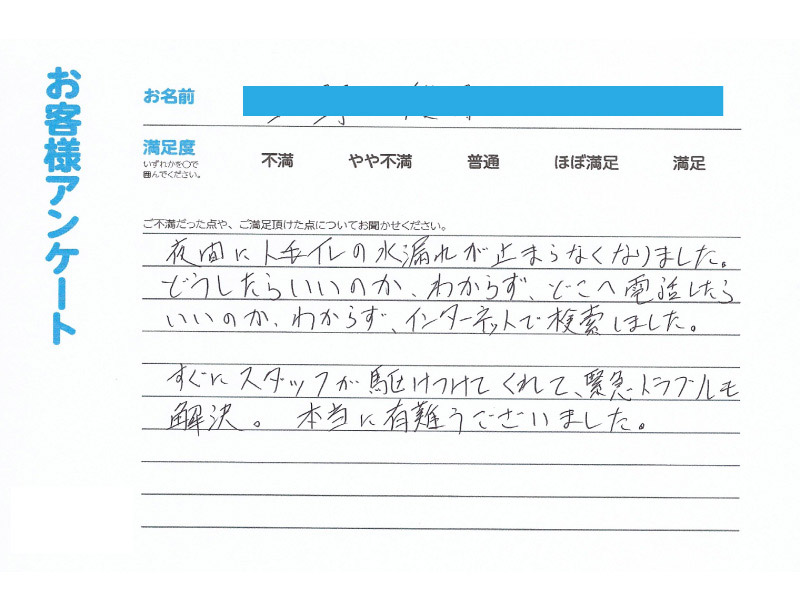 お客様アンケート
お名前
満足度
いずれかを〇で
囲んでください。
不満 やや不満 普通 ほぼ満足 満足
ご不満だった点や、ご満足頂けた点についてお聞かせください。
夜間にトイレの水漏れが止まらなくなりました。
どうしたらいいのか、わからず、どこへ電話したら
いいのか、わからず、インターネットで検索しました。
すぐにスタッフが駆けつけてくれて、緊急トラブルも
解決。 本当に有難うございました。